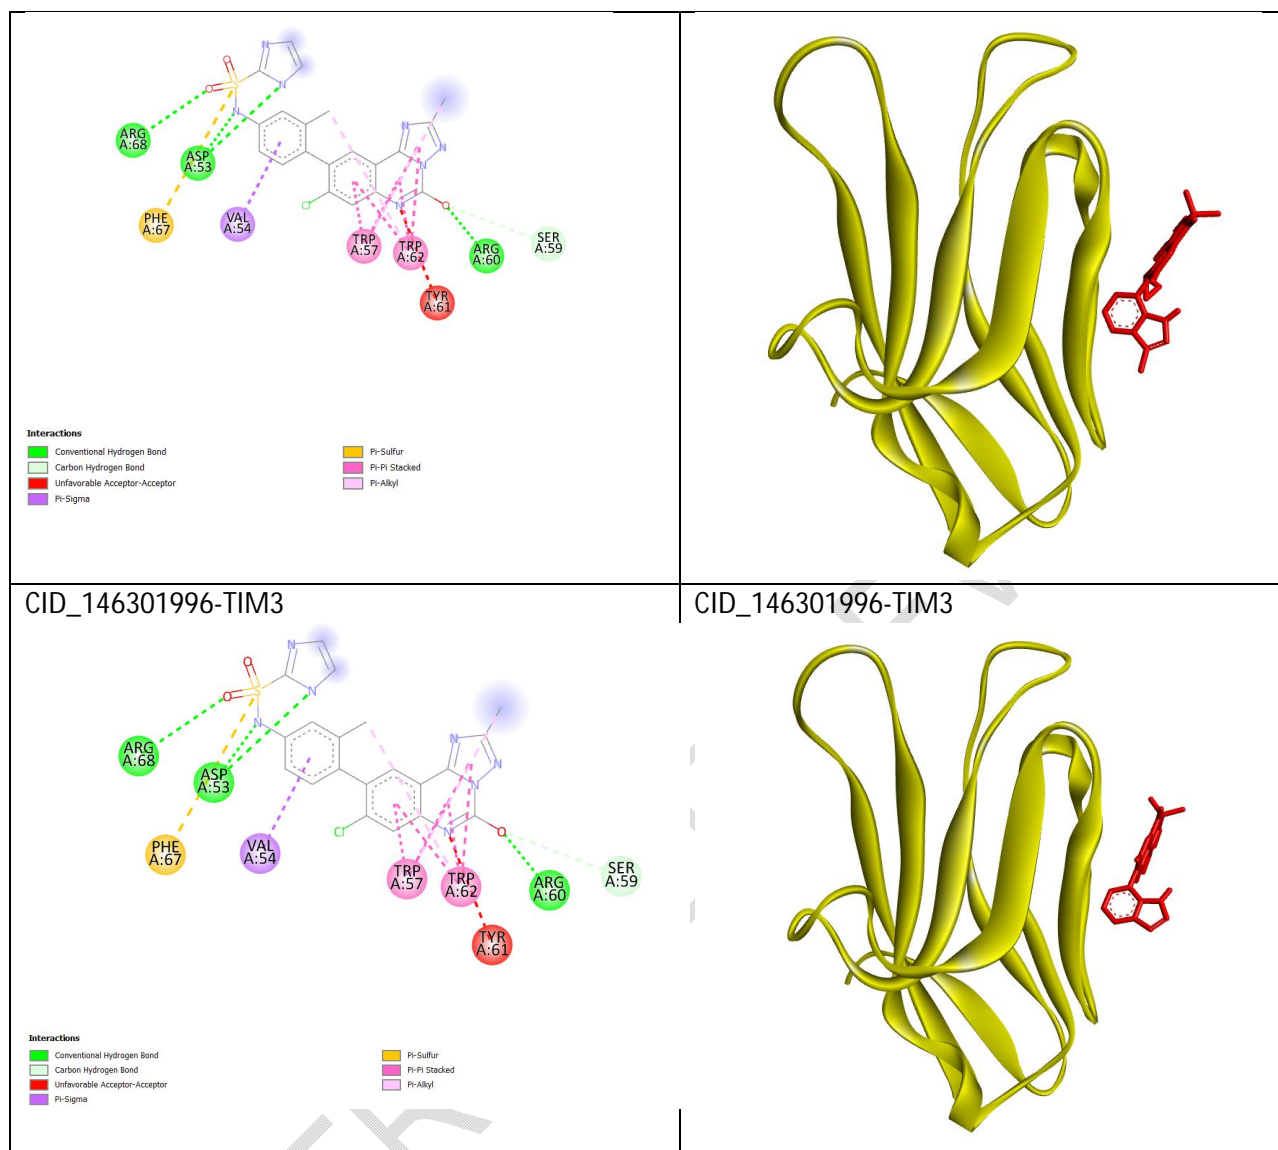 N
O
N
S
O
N
ARG
A:68
ASP
A:53
N
N
N
PHE
A:67
VAL
A:54
Cl
N
O
TRP
A:57
TRP
A:62
ARG
A:60
SER
A:59
TYR
A:61
Interactions
Conventional Hydrogen Bond
Carbon Hydrogen Bond
Unfavorable Acceptor-Acceptor
Pi-Sigma
Pi-Sulfur
Pi-Pi Stacked
Pi-Alkyl
CID_146301996-TIM3
CID_146301996-TIM3
N
O
S
N
O
N
ARG
A:68
ASP
A:53
N
N
N
PHE
A:67
VAL
A:54
Cl
N
O
TRP
A:57
TRP
A:62
ARG
A:60
SER
A:59
TYR
A:61
Interactions
Conventional Hydrogen Bond
Carbon Hydrogen Bond
Unfavorable Acceptor-Acceptor
Pi-Sigma
Pi-Sulfur
Pi-Pi Stacked
Pi-Alkyl